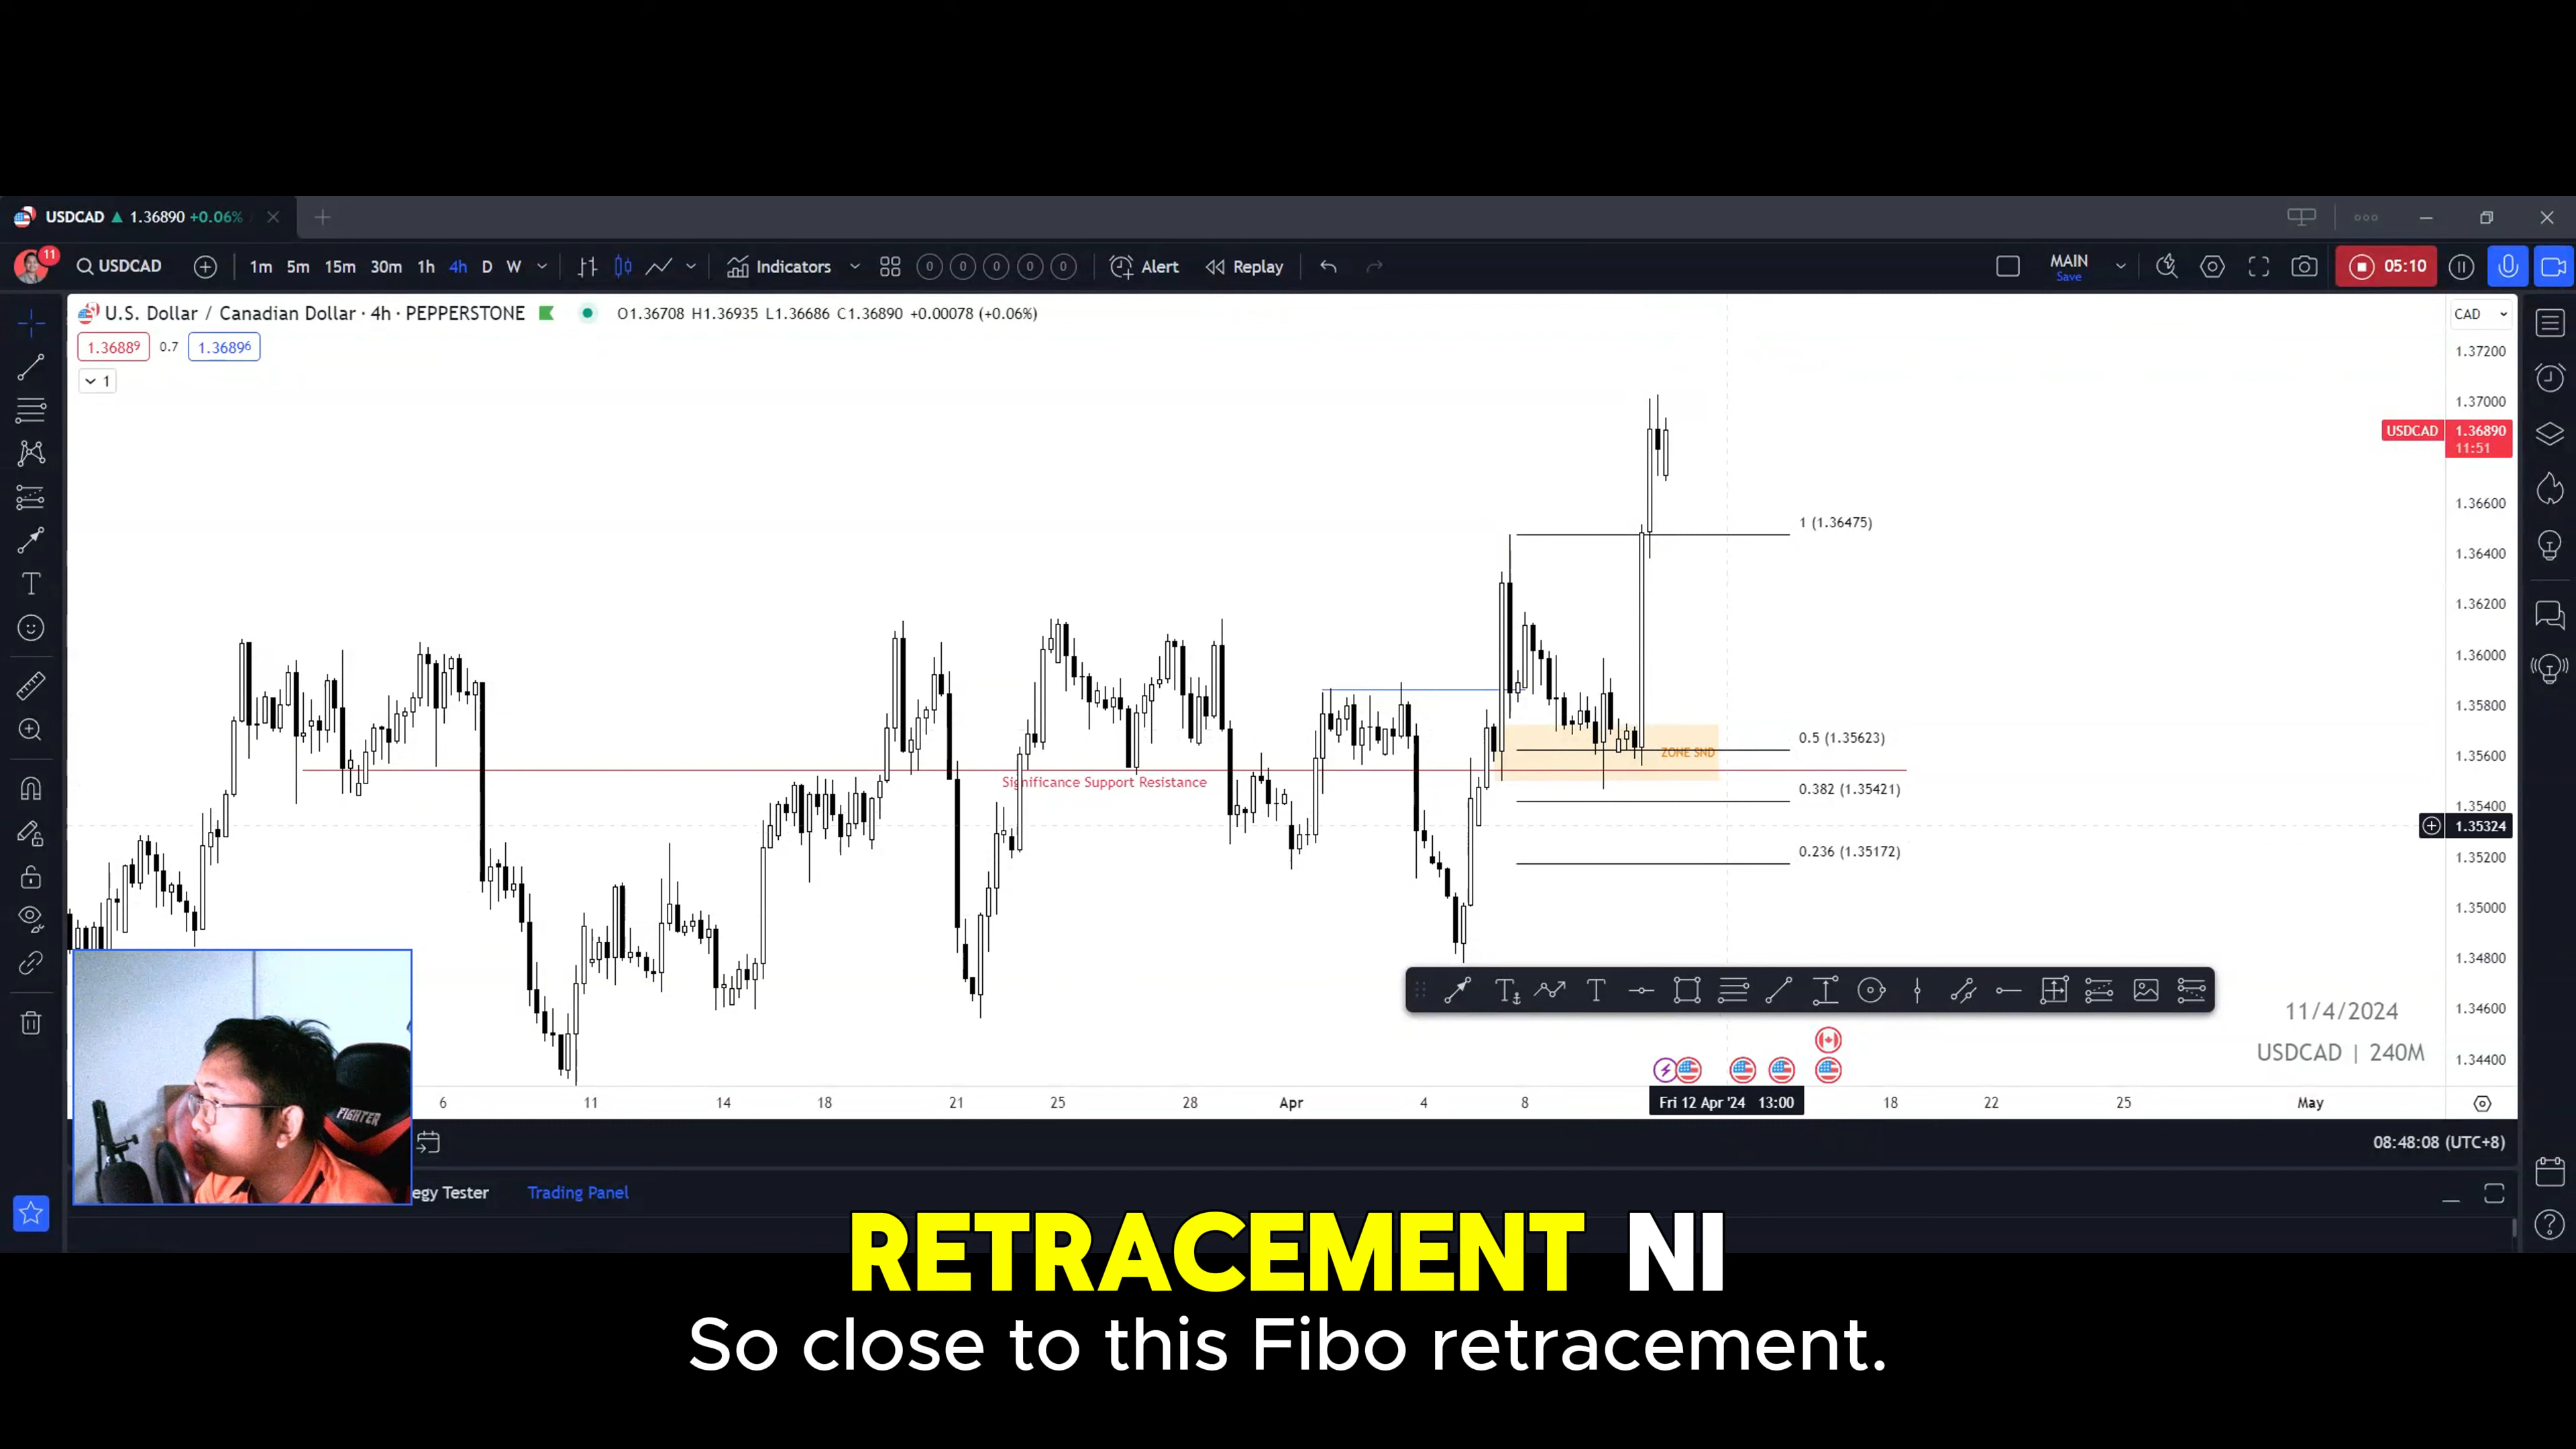 USDCAD ▲ 1.36890 +0.06%
11
USDCAD 1m 5m 15m 30m 1h 4h D W Indicators 0 0 0 0 0 Alert Replay MAIN 05:10
Save
U.S. Dollar / Canadian Dollar · 4h · PEPPERSTONE O1.36708 H1.36935 L1.36686 C1.36890 +0.00078 (+0.06%)
CAD
1.36889 0.7 1.36896
1
1.37200
1.37000
USDCAD 1.36890
11:51
1.36600
1 (1.36475)
1.36400
1.36200
1.36000
1.35800
0.5 (1.35623)
ZONE SND
1.35600
Significance Support Resistance
0.382 (1.35421)
1.35400
1.35324
0.236 (1.35172)
1.35200
1.35000
1.34800
1.34600
11/4/2024
USDCAD | 240M
1.34400
6 11 14 18 21 25 28 Apr 4 8 Fri 12 Apr '24 13:00 18 22 25 May
FIGHTER
08:48:08 (UTC+8)
egy Tester Trading Panel
RETRACEMENT NI
So close to this Fibo retracement.